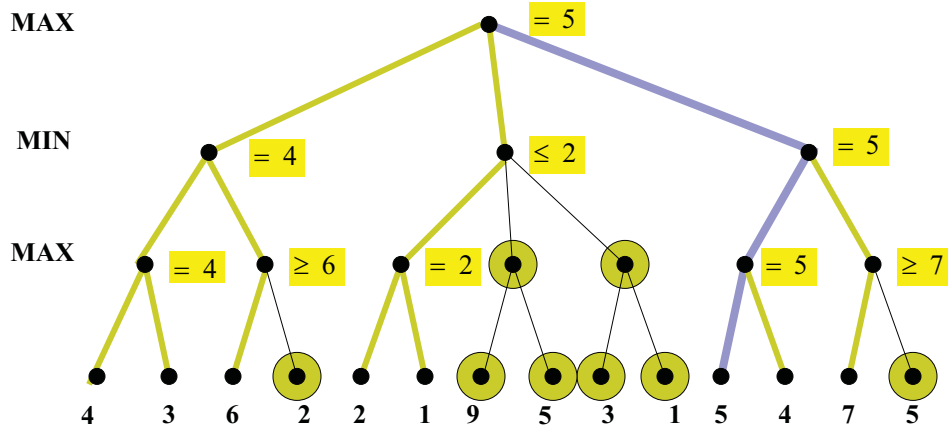 MAX = 5
MIN = 4 ≤ 2 = 5
MAX = 4 ≥ 6 = 2 = 5 ≥ 7
4 3 6 2 2 1 9 5 3 1 5 4 7 5